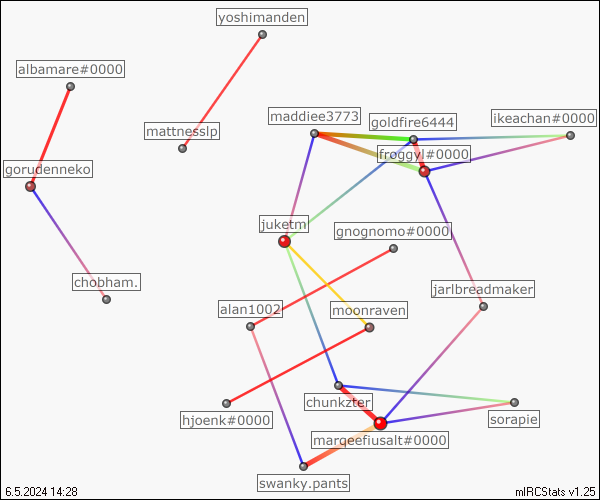 yoshimanden
albamare#0000
maddiee3773
goldfire6444
ikeachan#0000
mattnesslp
froggyl#0000
gorudenneko
juketm
gnognomo#0000
chobham.
jarlbreadmaker
alan1002
moonraven
chunkzter
hjoenk#0000
sorapie
marqeefiusalt#0000
swanky.pants
6.5.2024 14:28
mIRCStats v1.25